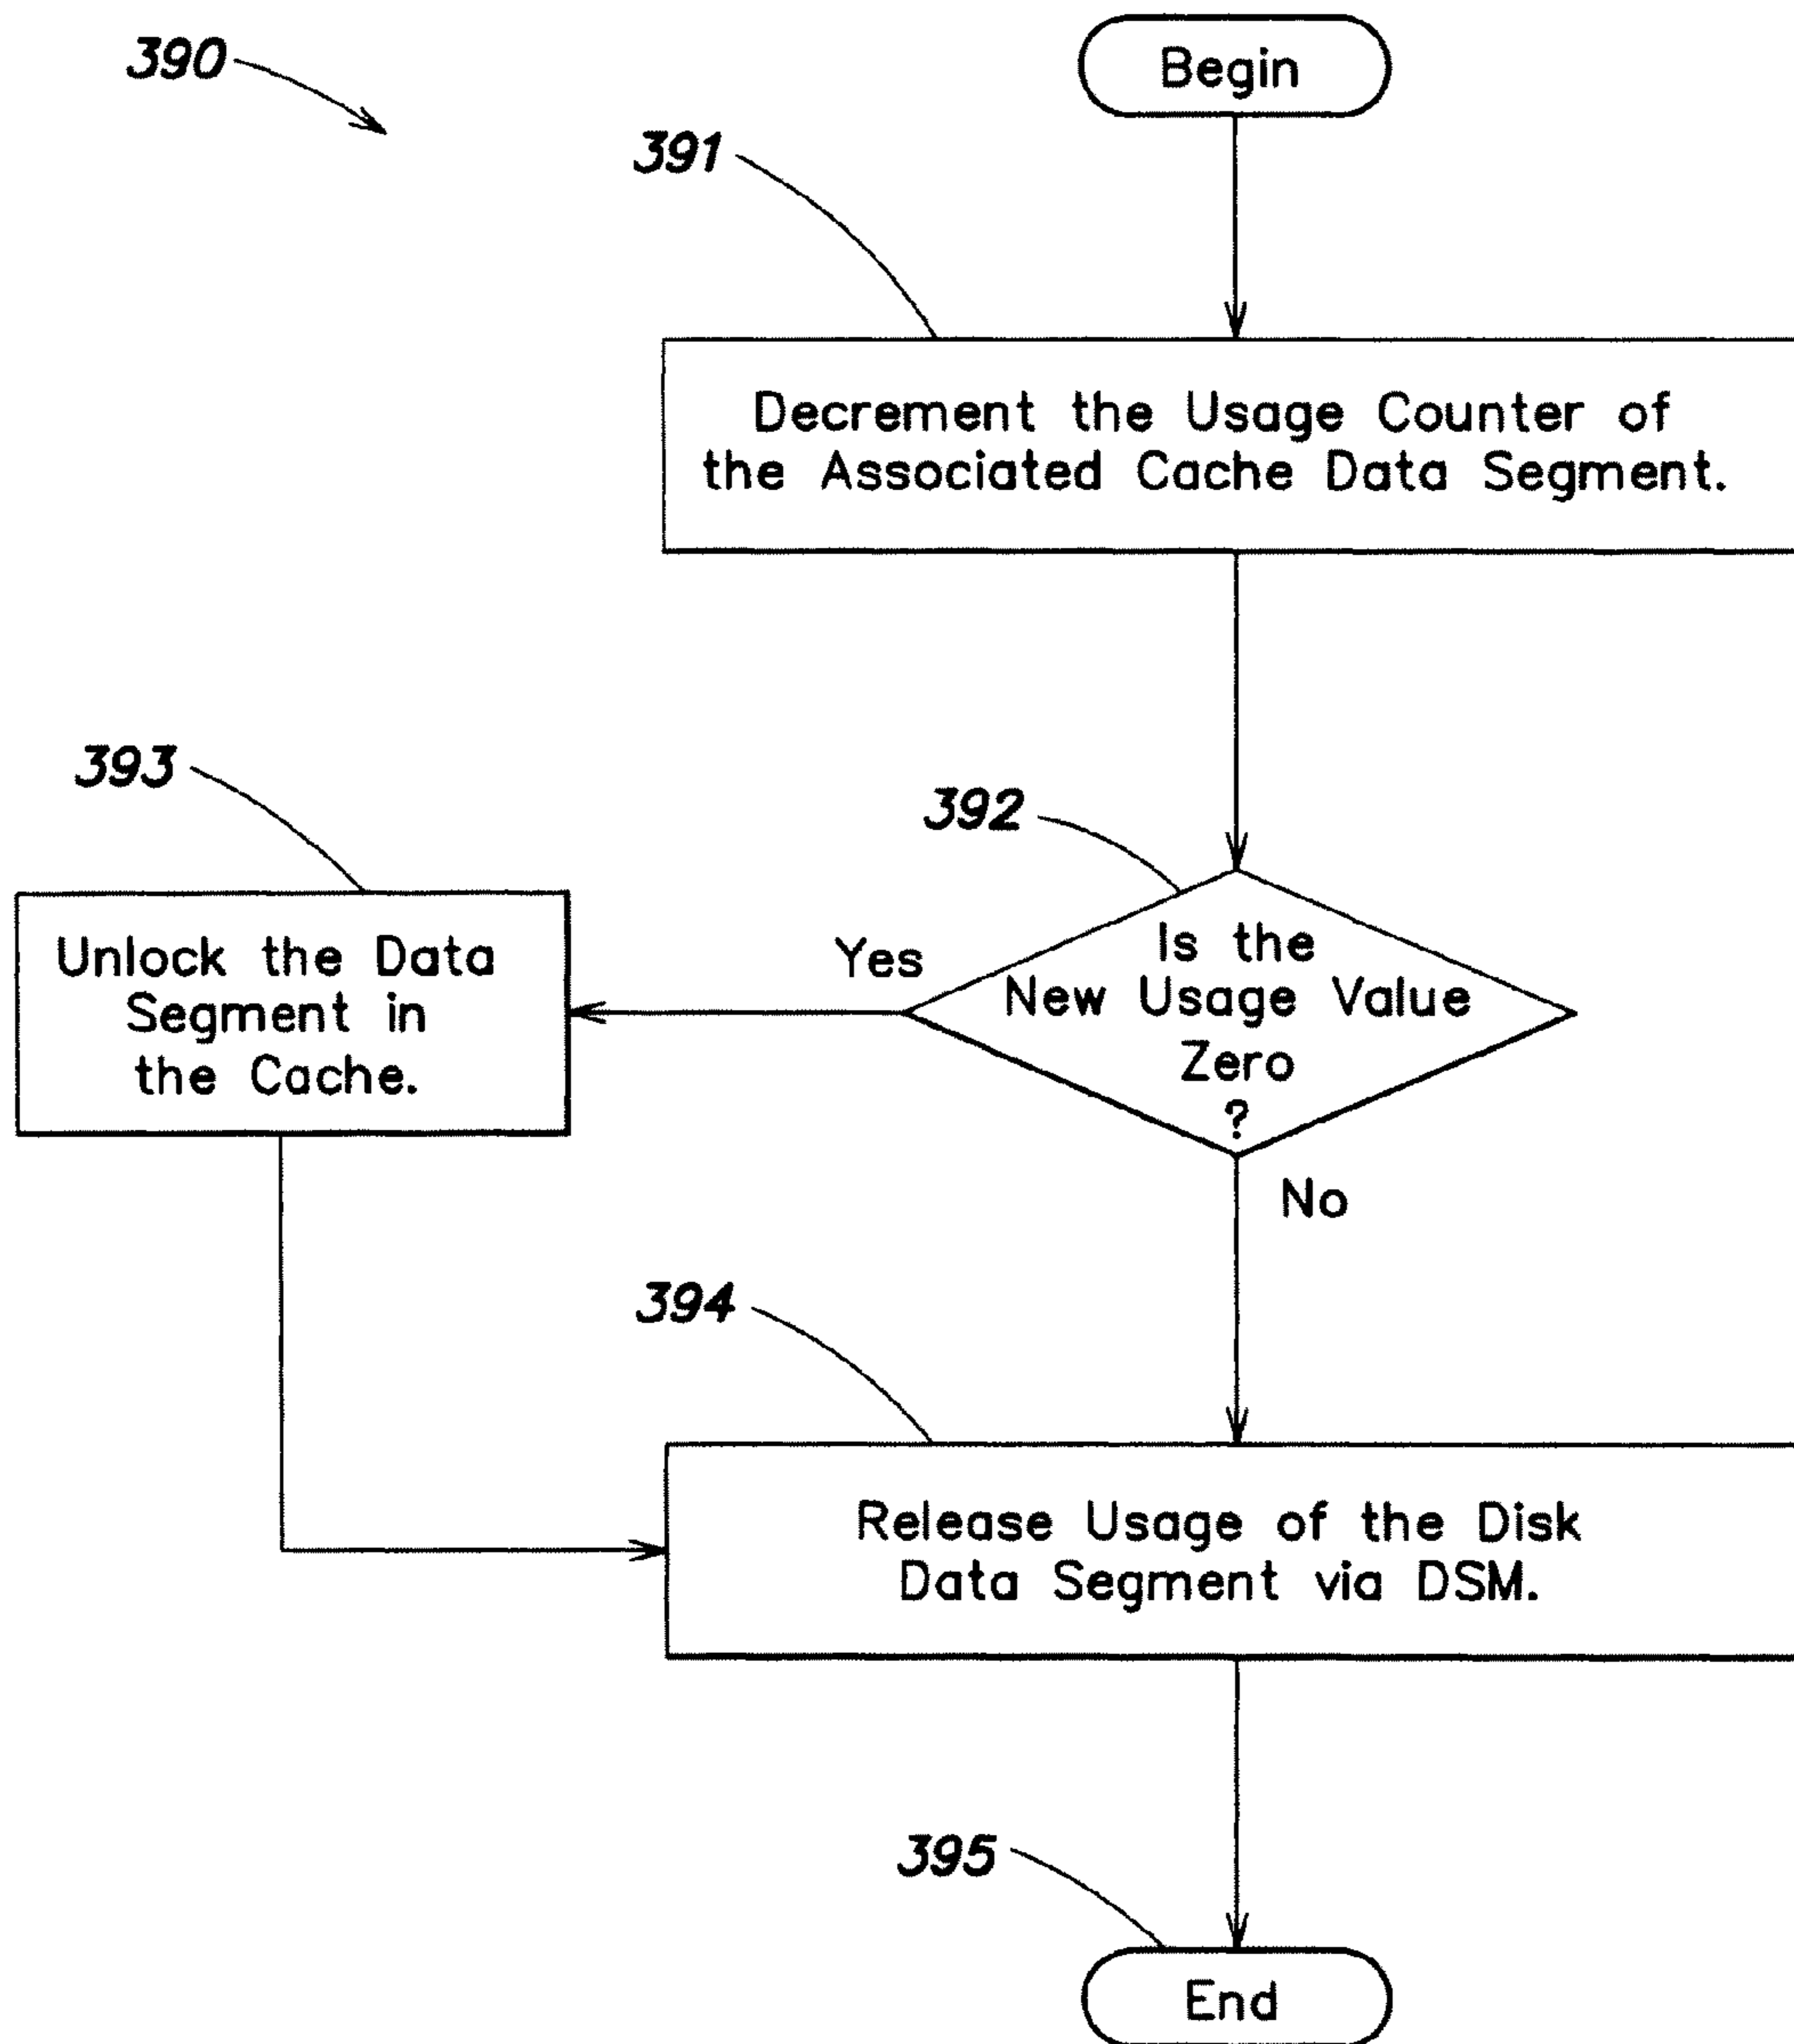 390
Begin
391
Decrement the Usage Counter of
the Associated Cache Data Segment.
393
392
Unlock the Data
Segment in
the Cache.
Yes
Is the
New Usage Value
Zero
?
No
394
Release Usage of the Disk
Data Segment via DSM.
395
End